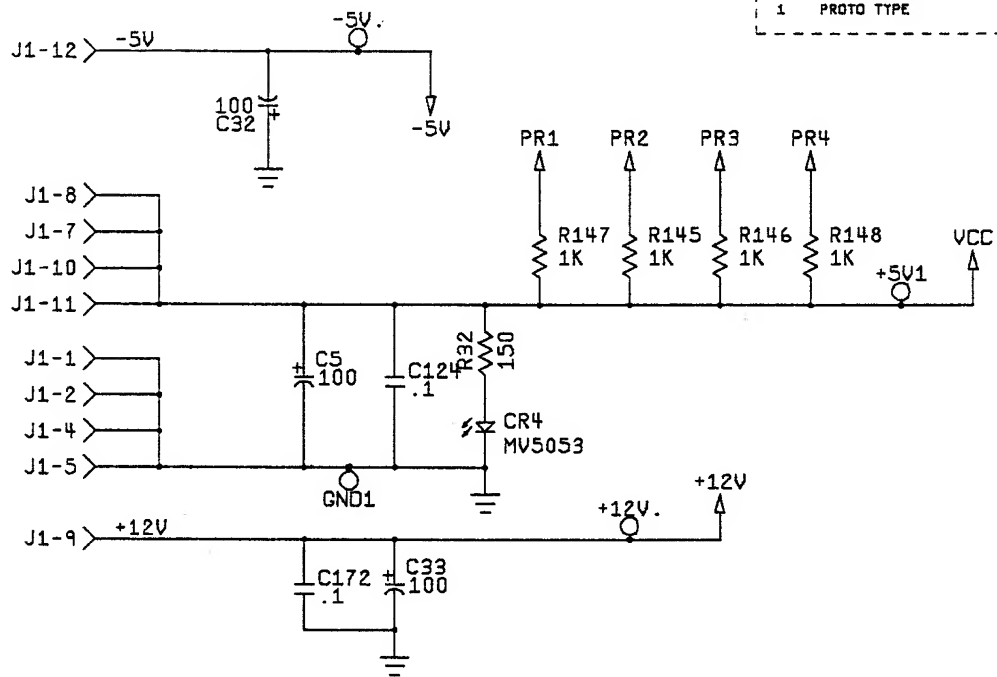 1 PROTO TYPE
-5V.
J1-12 -5V
100
C32
-5V
PR1 PR2 PR3 PR4
J1-8
J1-7
J1-10
J1-11
R147
1K
R145
1K
R146
1K
R148
1K
+5V1
VCC
J1-1
J1-2
J1-4
J1-5
+ C5
100
C124
.1
R32
150
CR4
MV5053
GND1
+12V
+12V.
J1-9 +12V
C172
.1
+ C33
100